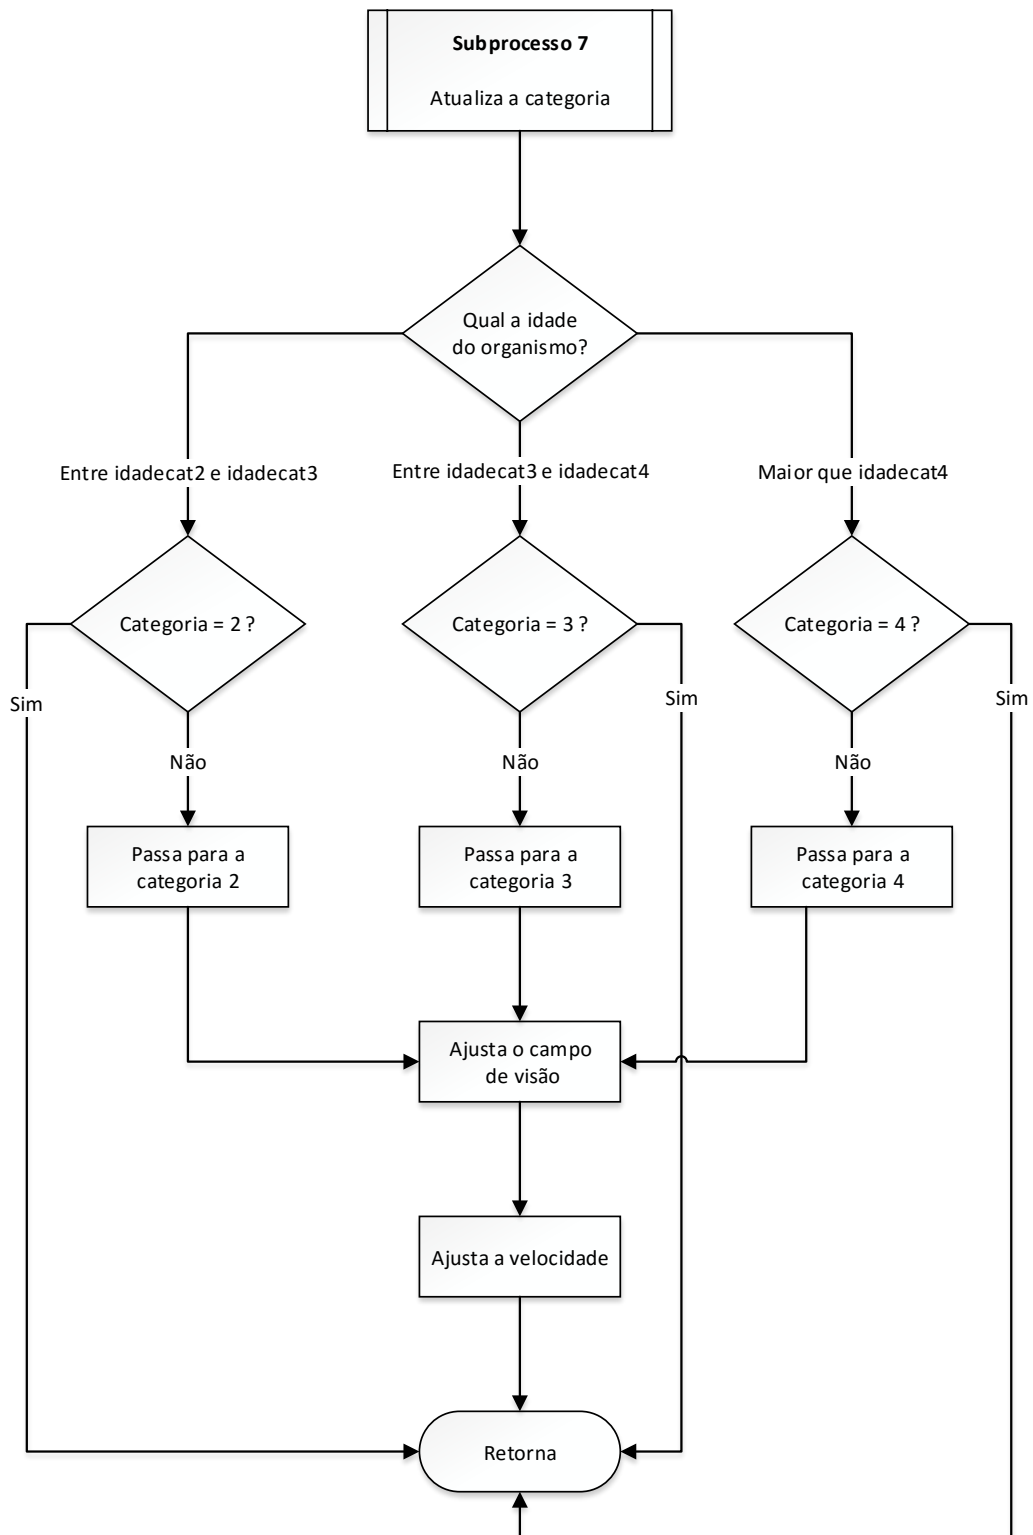 Subprocesso 7
Atualiza a categoria
Qual a idade
do organismo?
Entre idadecat2 e idadecat3
Entre idadecat3 e idadecat4
Maior que idadecat4
Categoria = 2 ?
Categoria = 3 ?
Categoria = 4 ?
Sim
Sim
Sim
Não
Não
Não
Passa para a
categoria 2
Passa para a
categoria 3
Passa para a
categoria 4
Ajusta o campo
de visão
Ajusta a velocidade
Retorna